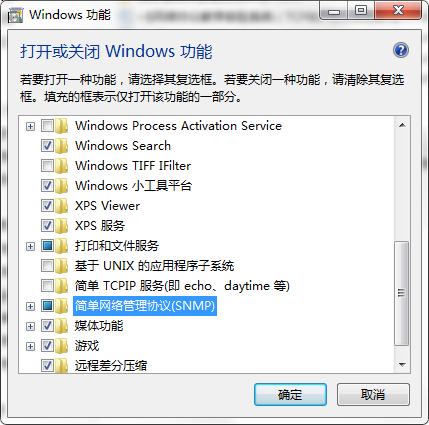 Windows 功能
打开或关闭 Windows 功能
若要打开一种功能，请选择其复选框。若要关闭一种功能，请清除其复选
框。填充的框表示仅打开该功能的一部分。
Windows Process Activation Service
Windows Search
Windows TIFF IFilter
Windows 小工具平台
XPS Viewer
XPS 服务
打印和文件服务
基于 UNIX 的应用程序子系统
简单 TCPIP 服务(即 echo、daytime 等)
简单网络管理协议(SNMP)
媒体功能
游戏
远程差分压缩
确定
取消